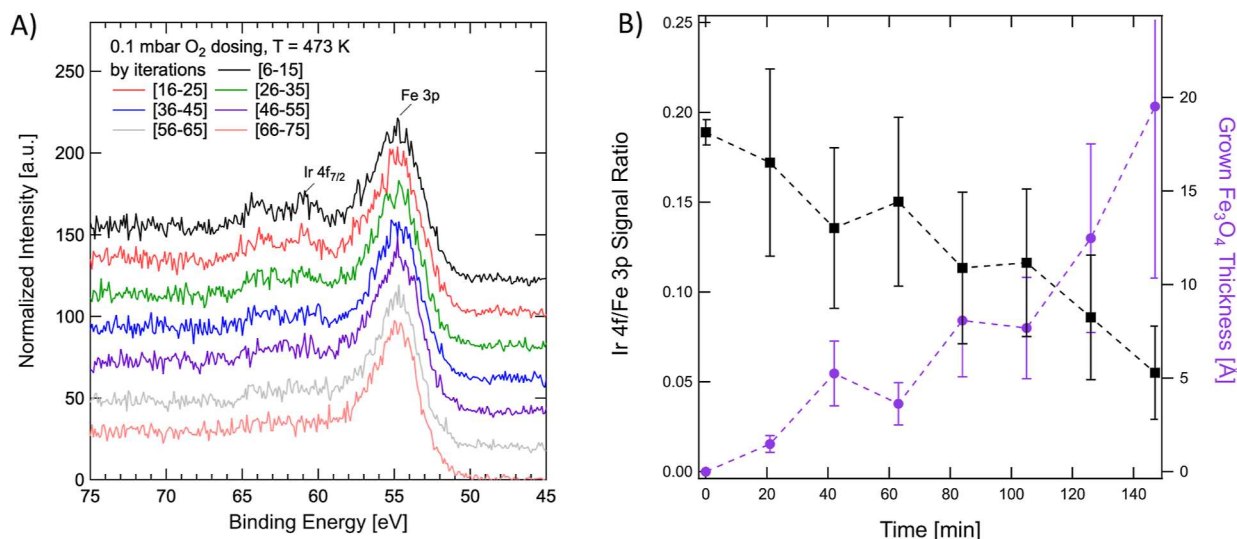 A)
0.1 mbar O₂ dosing, T = 473 K
by iterations [6-15]
[16-25] [26-35]
[36-45] [46-55]
[56-65] [66-75]
Fe 3p
Ir 4f₇/₂
250
200
150
100
50
0
Normalized Intensity [a.u.]
75 70 65 60 55 50 45
Binding Energy [eV]
B)
0.25
0.20
0.15
0.10
0.05
0.00
Ir 4f/Fe 3p Signal Ratio
20
15
10
5
0
Grown Fe₃O₄ Thickness [Å]
0 20 40 60 80 100 120 140
Time [min]